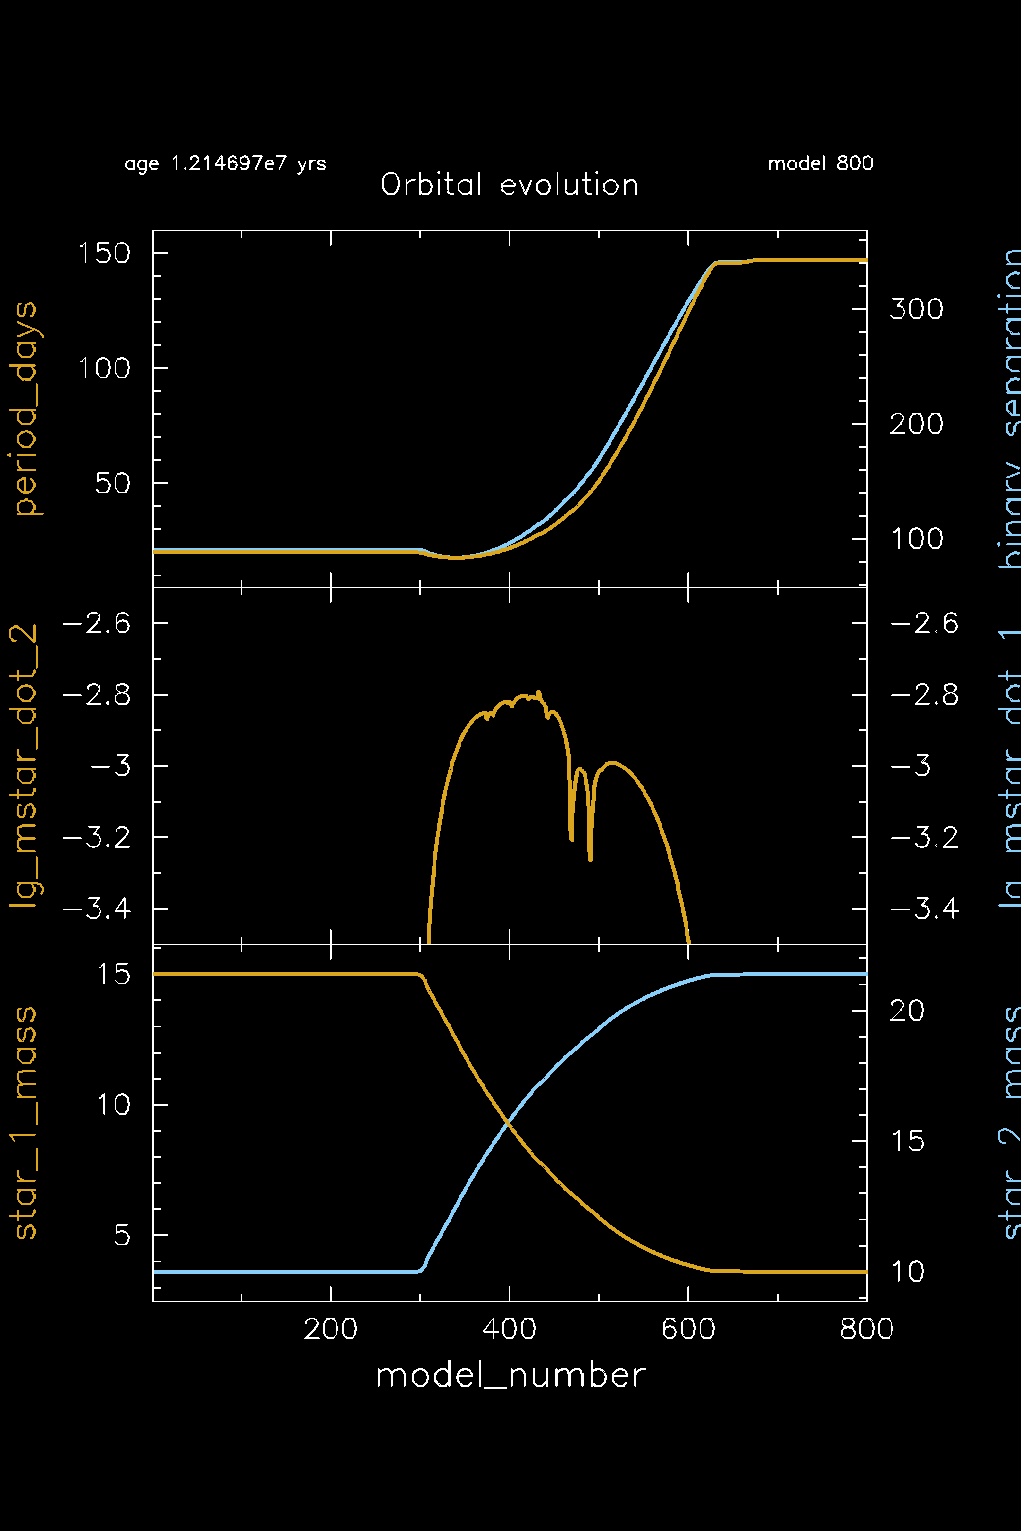 age 1.214697e7 yrs
model 800
Orbital evolution
period_days
150
100
50
300
200
100
binary_separation
lg_mstar_dot_2
-2.6
-2.8
-3
-3.2
-3.4
-2.6
-2.8
-3
-3.2
-3.4
lg_mstar_dot_1
star_1_mass
15
10
5
20
15
10
star_2_mass
200
400
600
800
model_number